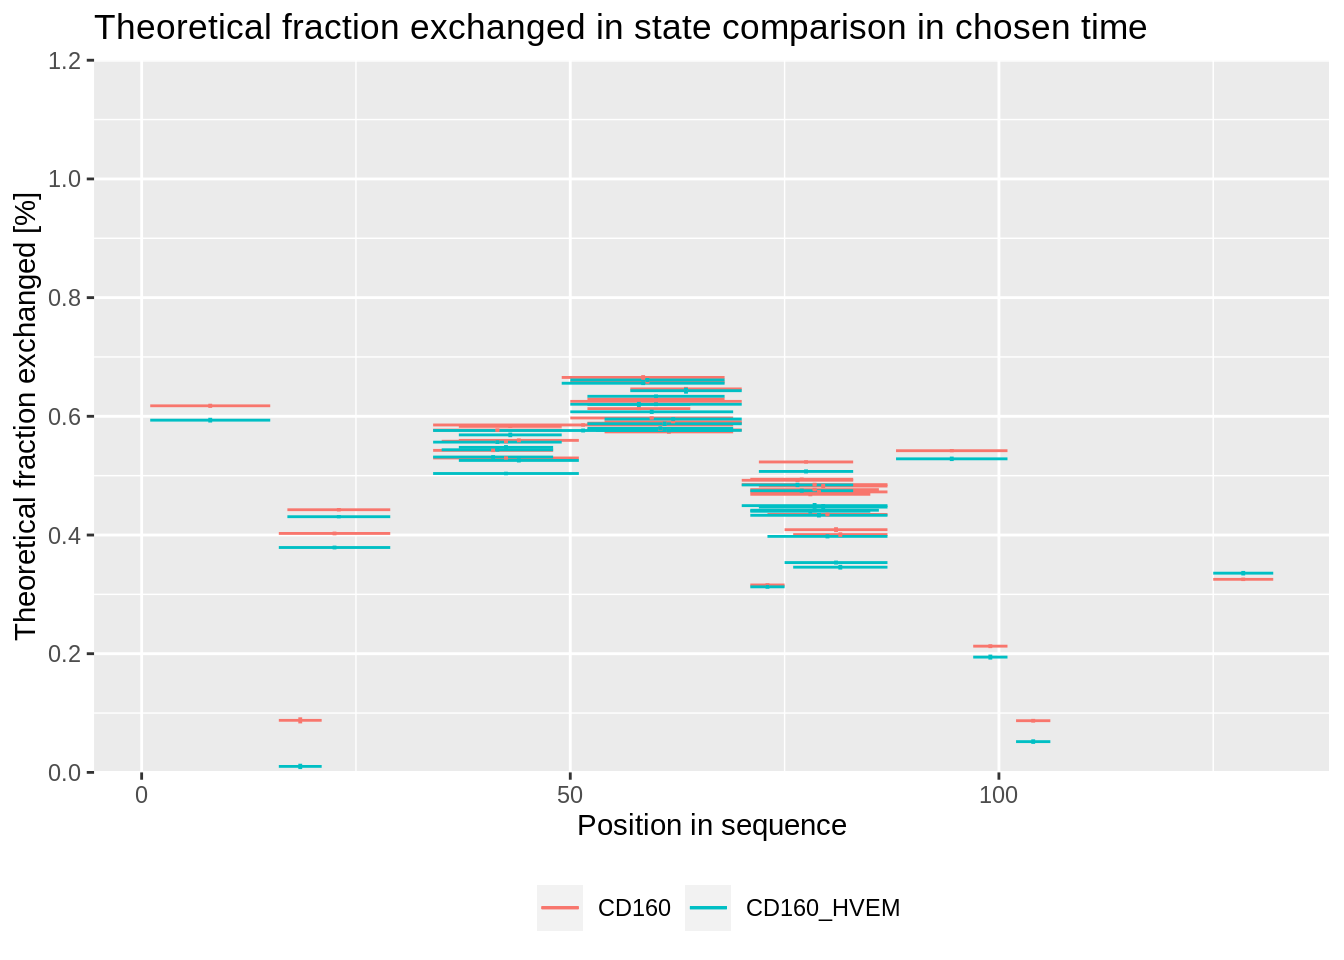 Theoretical fraction exchanged in state comparison in chosen time
Theoretical fraction exchanged [%]
1.2
1.0
0.8
0.6
0.4
0.2
0.0
0 50 100
Position in sequence
CD160 CD160_HVEM